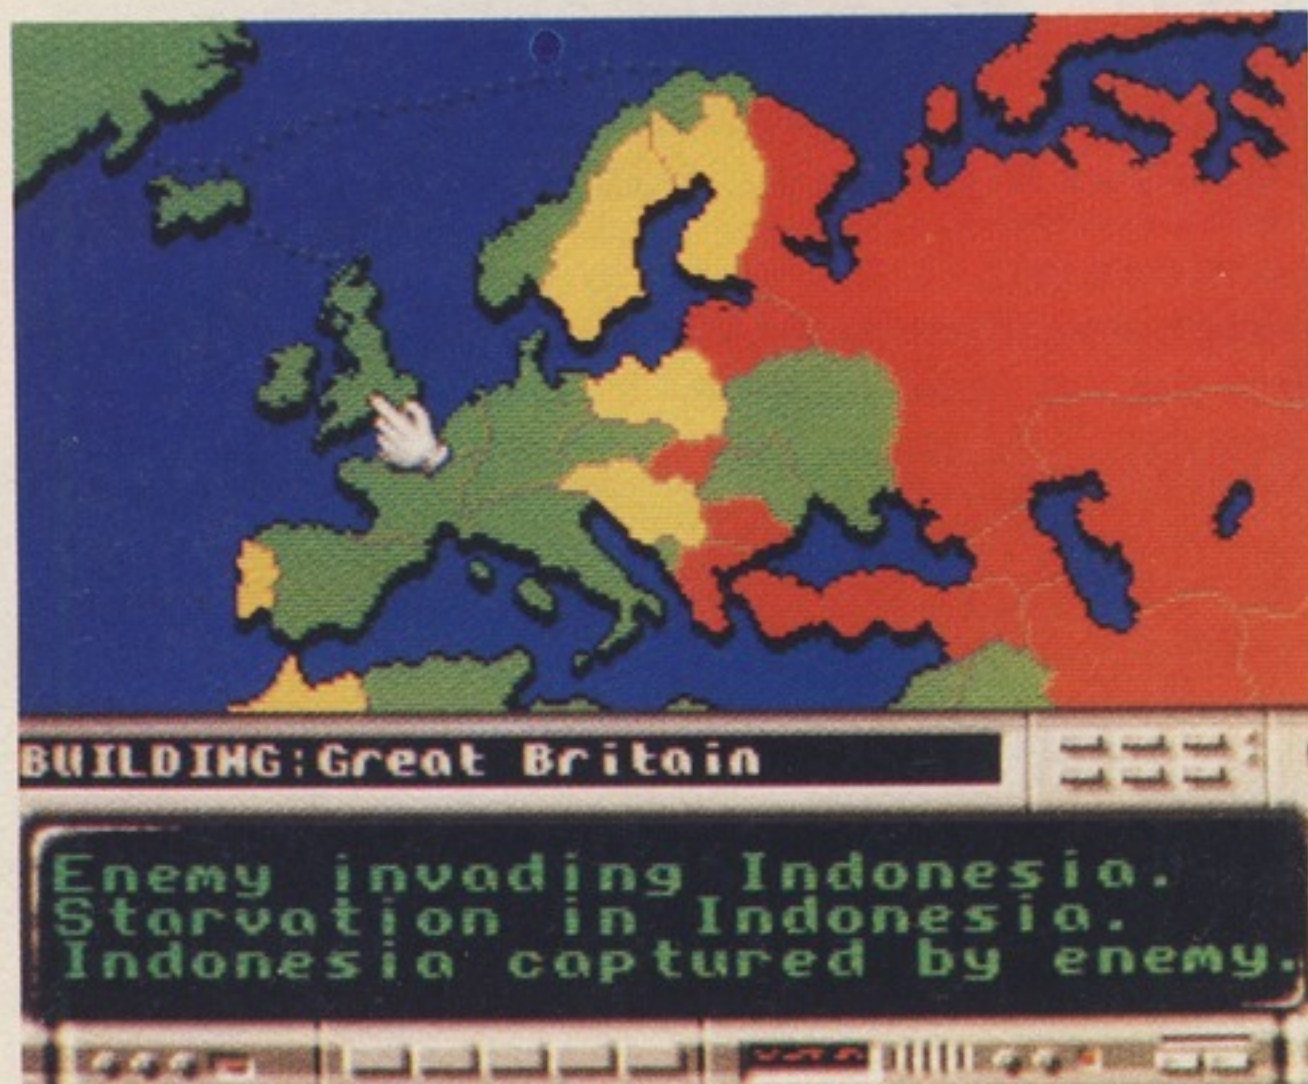 BUILDING:Great Britain
Enemy invading Indonesia.
Starvation in Indonesia.
Indonesia captured by enemy.